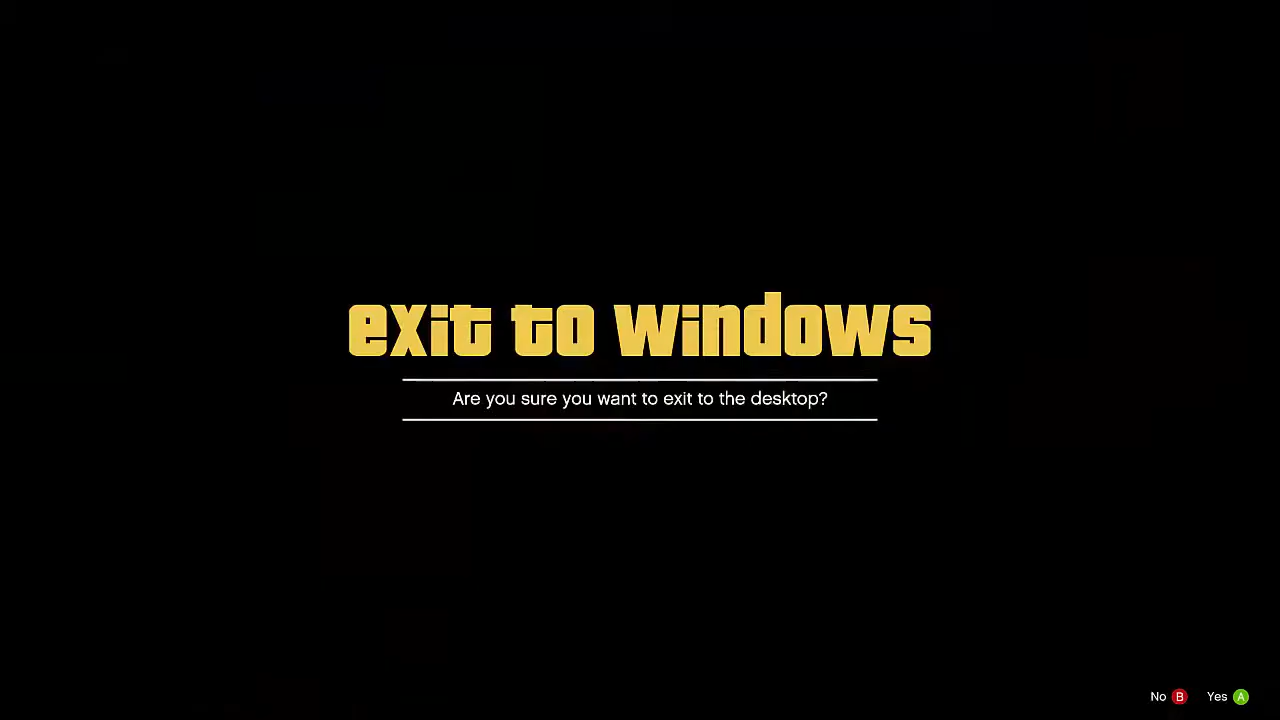 exit to windows
Are you sure you want to exit to the desktop?
No B Yes A